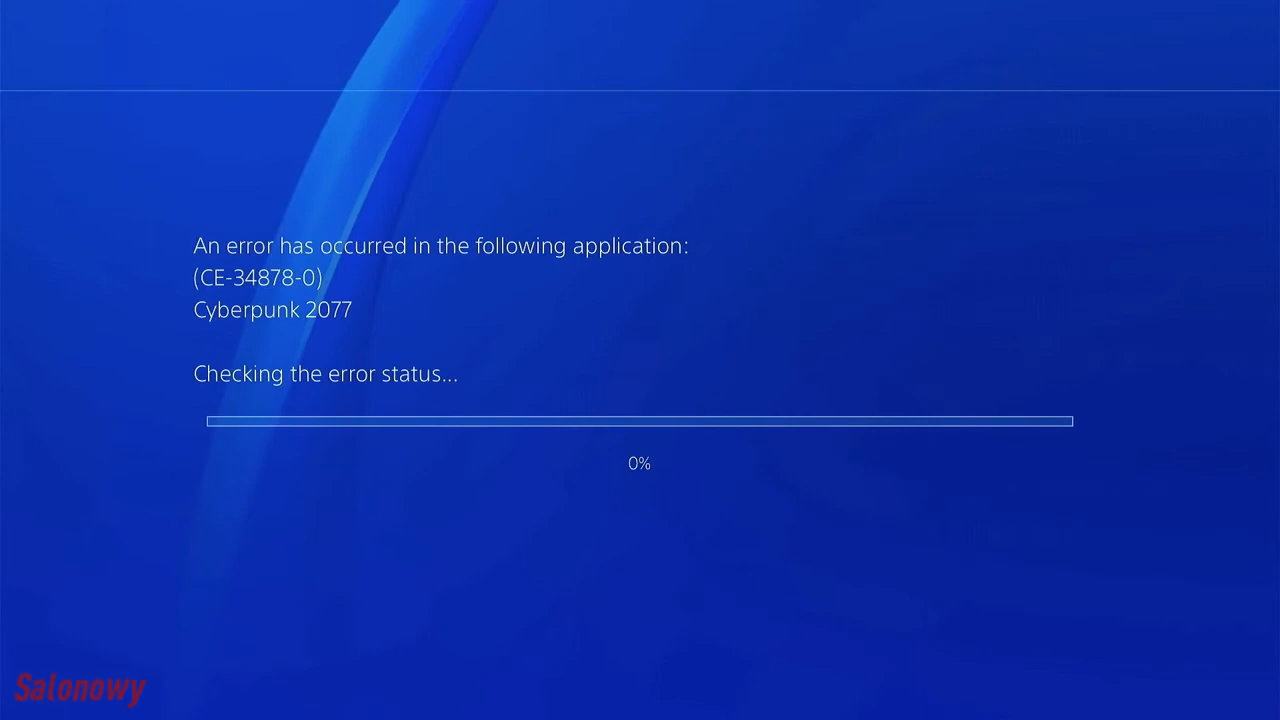 An error has occurred in the following application:
(CE-34878-0)
Cyberpunk 2077
Checking the error status...
0%
Salonowy